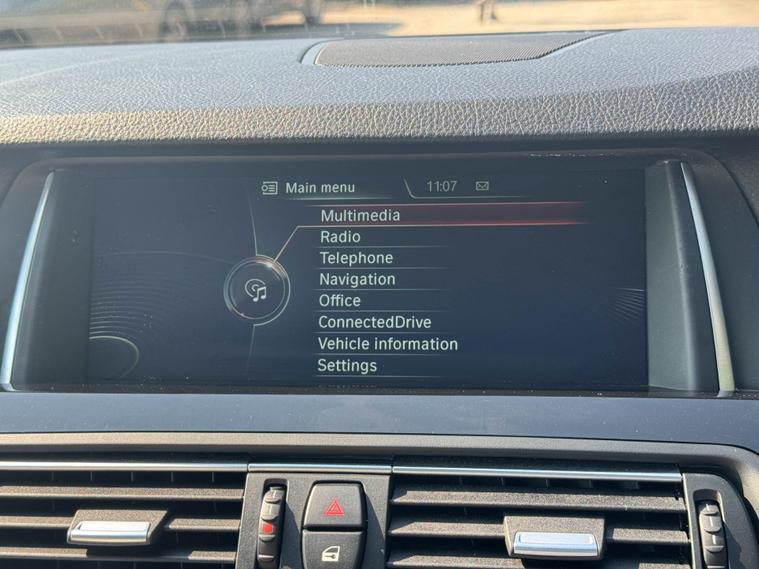 Main menu 11:07
Multimedia
Radio
Telephone
Navigation
Office
ConnectedDrive
Vehicle information
Settings